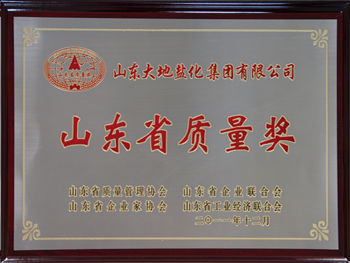 山东大地盐化集团有限公司
山东省质量奖
山东省质量管理协会 山东省企业联合会
山东省企业家协会 山东省工业经济联合会
二〇一一年十二月